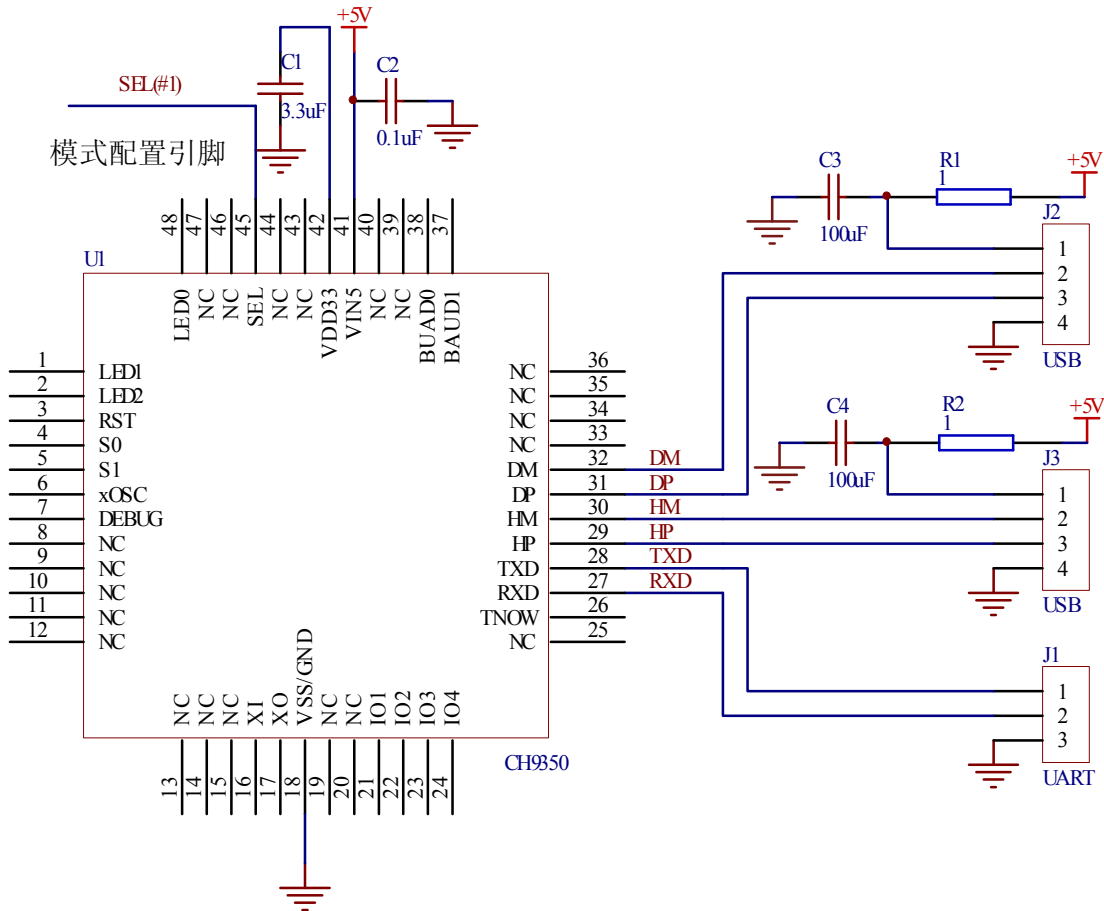 +5V
C1
C2
SEL(#1)
3.3uF
0.1uF
模式配置引脚
C3
R1
+5V
1
J2
100uF
48 47 46 45 44 43 42 41 40 39 38 37
U1
LED0 NC NC SEL NC NC VDD33 VIN5 NC NC BUAD0 BAUD1
1
2
3
4
USB
1 LED1
2 LED2
3 RST
4 S0
5 S1
6 xOSC
7 DEBUG
8 NC
9 NC
10 NC
11 NC
12 NC
NC 36
NC 35
NC 34
NC 33
DM 32 DM
DP 31 DP
HM 30 HM
HP 29 HP
TXD 28 TXD
RXD 27 RXD
TNOW 26
NC 25
C4
R2
+5V
1
J3
100uF
1
2
3
4
USB
J1
1
2
3
UART
NC NC NC XI XO VSS/GND NC NC IO1 IO2 IO3 IO4
13 14 15 16 17 18 19 20 21 22 23 24
CH9350